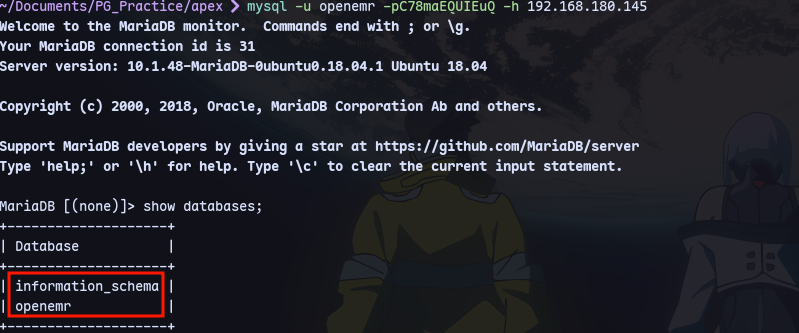 ~/Documents/PG_Practice/apex ❯ mysql -u openemr -pC78maEQUIEuQ -h 192.168.180.145
Welcome to the MariaDB monitor.  Commands end with ; or \g.
Your MariaDB connection id is 31
Server version: 10.1.48-MariaDB-0ubuntu0.18.04.1 Ubuntu 18.04

Copyright (c) 2000, 2018, Oracle, MariaDB Corporation Ab and others.

Support MariaDB developers by giving a star at https://github.com/MariaDB/server
Type 'help;' or '\h' for help. Type '\c' to clear the current input statement.

MariaDB [(none)]> show databases;
+--------------------+
| Database           |
+--------------------+
| information_schema |
| openemr            |
+--------------------+